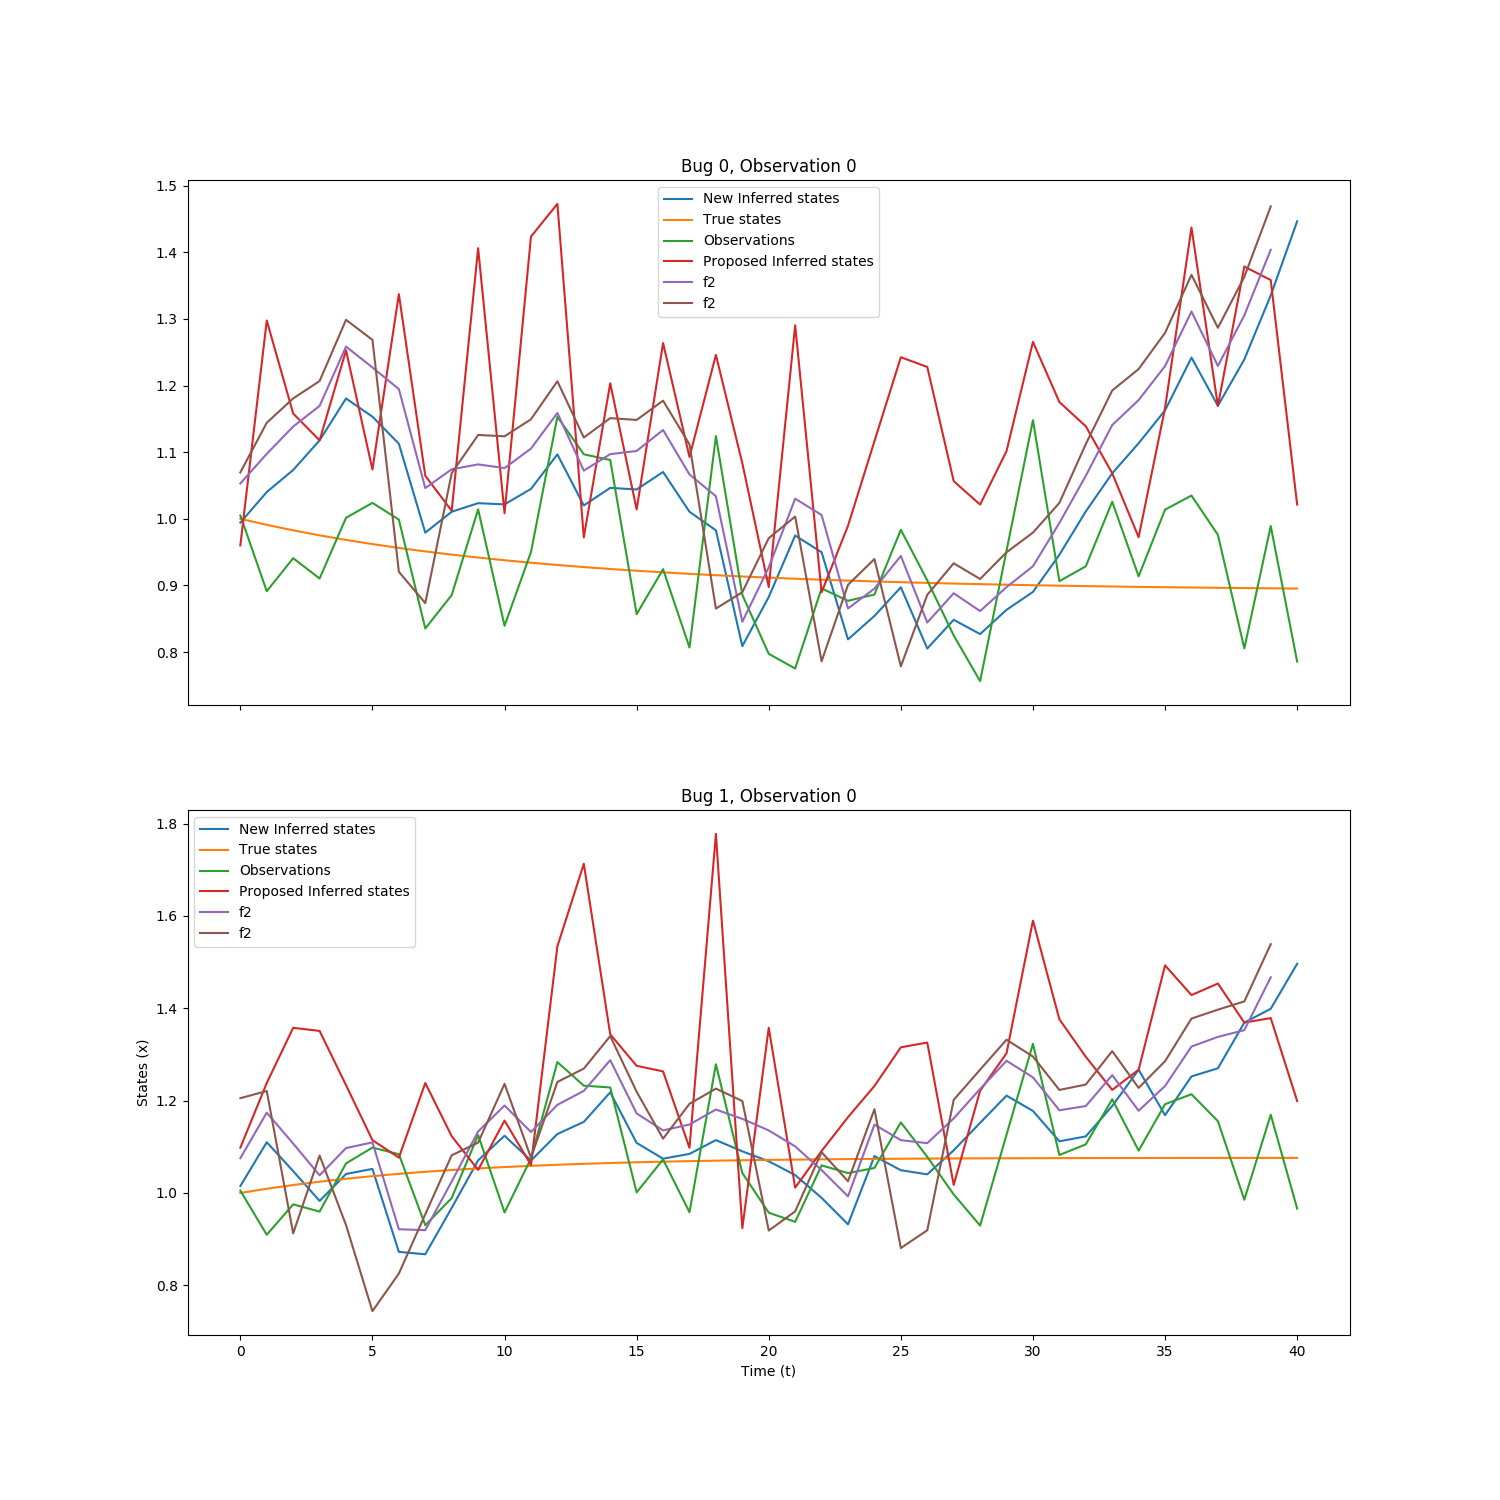 Bug 0, Observation 0
1.5
1.4
1.3
1.2
1.1
1.0
0.9
0.8
New Inferred states
True states
Observations
Proposed Inferred states
f2
f2
Bug 1, Observation 0
1.8
1.6
1.4
1.2
1.0
0.8
States (x)
New Inferred states
True states
Observations
Proposed Inferred states
f2
f2
0 5 10 15 20 25 30 35 40
Time (t)